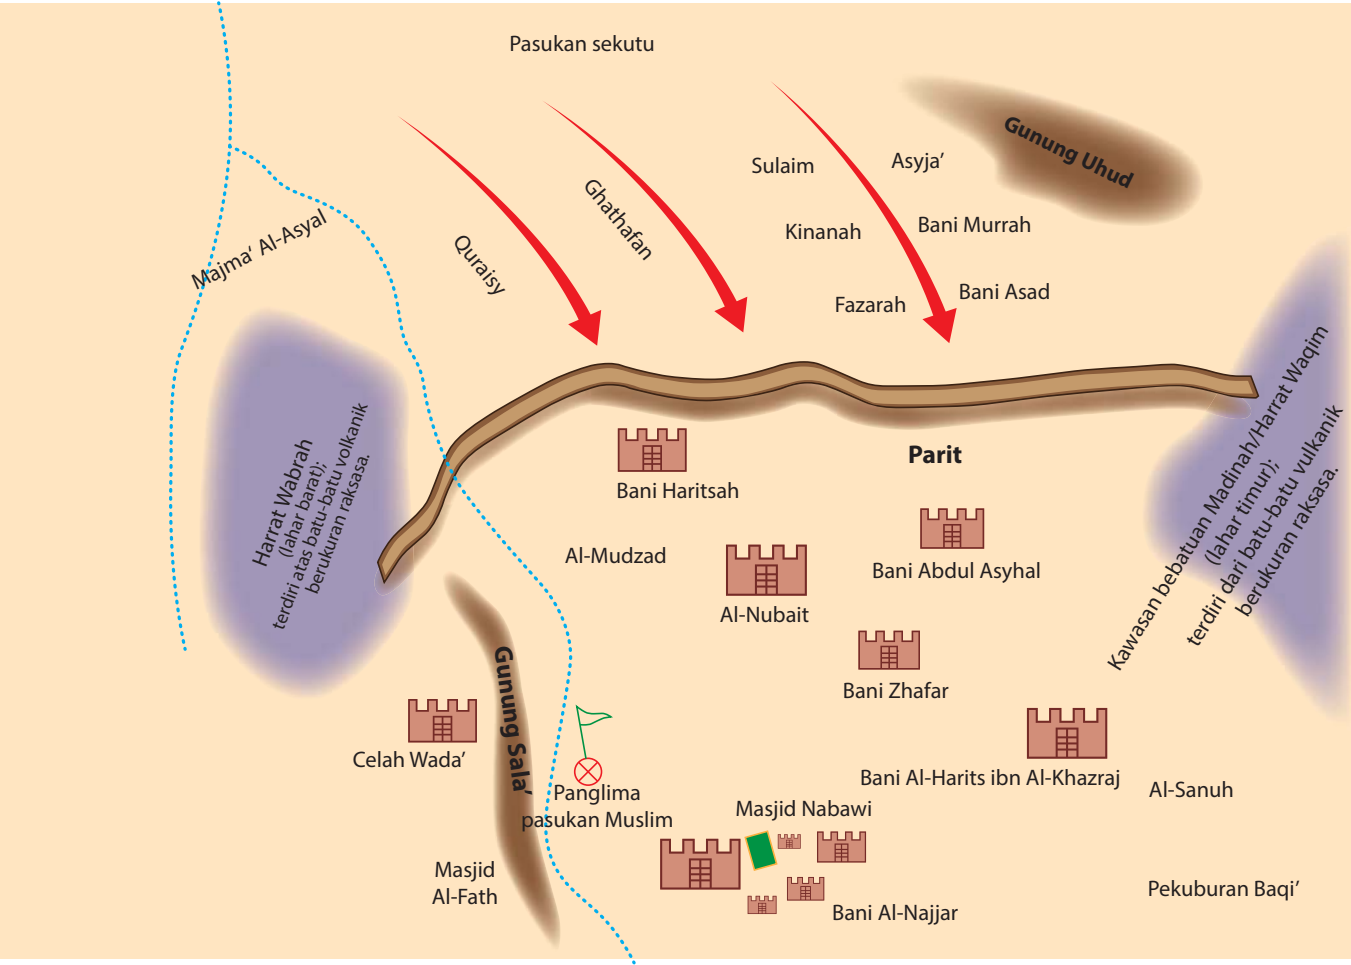 Pasukan sekutu
Gunung Uhud
Sulaim
Asyja’
Ghathafan
Kinanah
Bani Murrah
Majma’ Al-Asyal
Quraisy
Fazarah
Bani Asad
Harrat Wabrah
(lahar barat);
terdiri atas batu-batu volkanik
berukuran raksasa.
Kawasan bebatuan Madinah/Harrat Waqim
(lahar timur);
terdiri dari batu-batu vulkanik
berukuran raksasa.
Parit
Bani Haritsah
Al-Mudzad
Bani Abdul Asyhal
Al-Nubait
Bani Zhafar
Gunung Sala’
Celah Wada’
Bani Al-Harits ibn Al-Khazraj
Al-Sanuh
Panglima
pasukan Muslim
Masjid Nabawi
Masjid
Al-Fath
Pekuburan Baqi’
Bani Al-Najjar